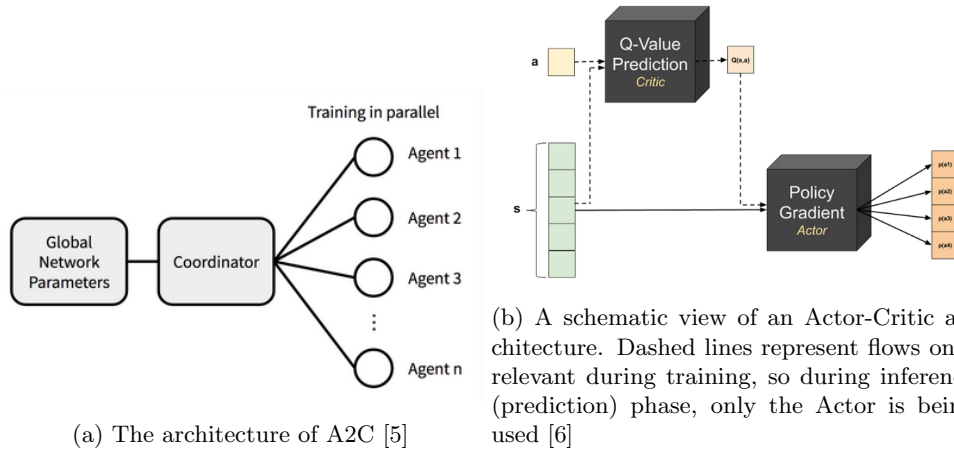 Training in parallel
Agent 1
Agent 2
Agent 3
⋮
Agent n
Global
Network
Parameters
Coordinator
(a) The architecture of A2C [5]
a
Q-Value
Prediction
Critic
Q(s,a)
s
Policy
Gradient
Actor
p(a1)
p(a2)
p(a3)
p(a4)
(b) A schematic view of an Actor-Critic a
chitecture. Dashed lines represent flows on
relevant during training, so during inferenc
(prediction) phase, only the Actor is bein
used [6]